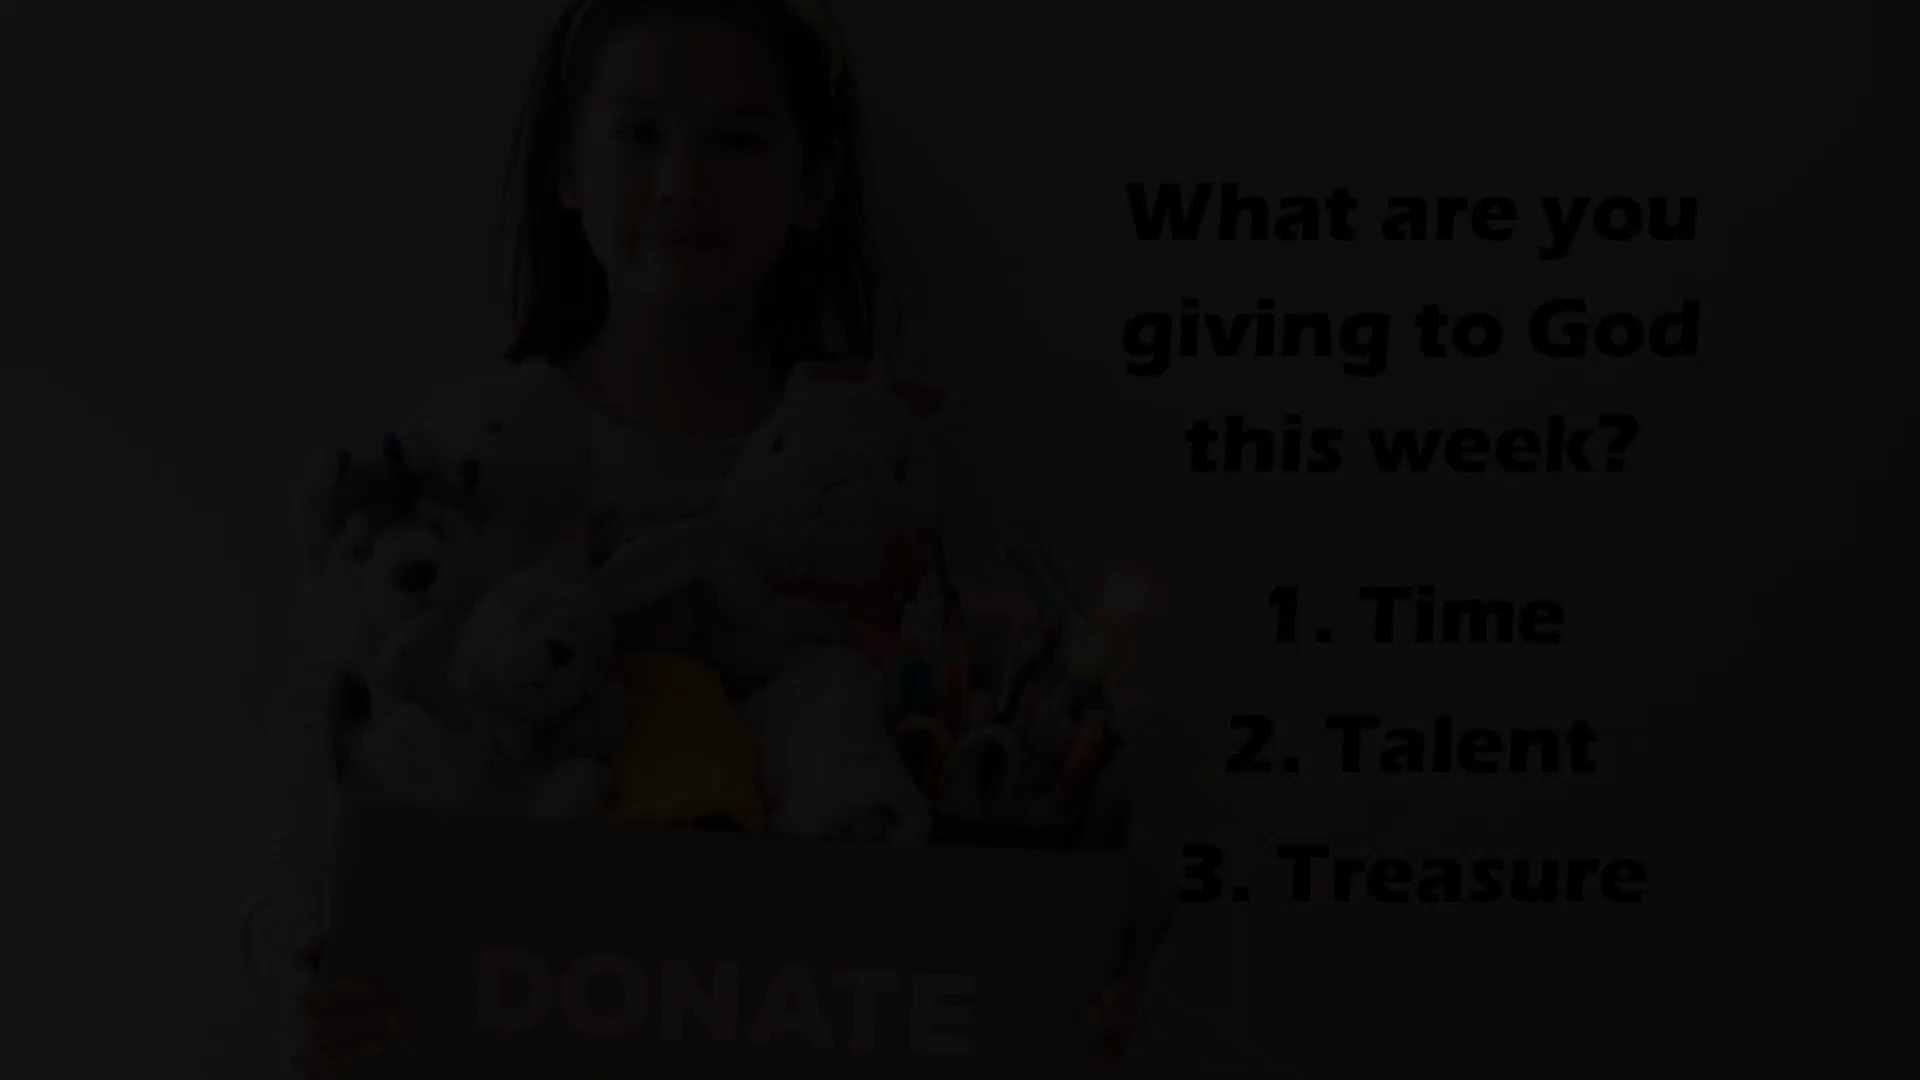 What are you
giving to God
this week?
1. Time
2. Talent
3. Treasure
DONATE